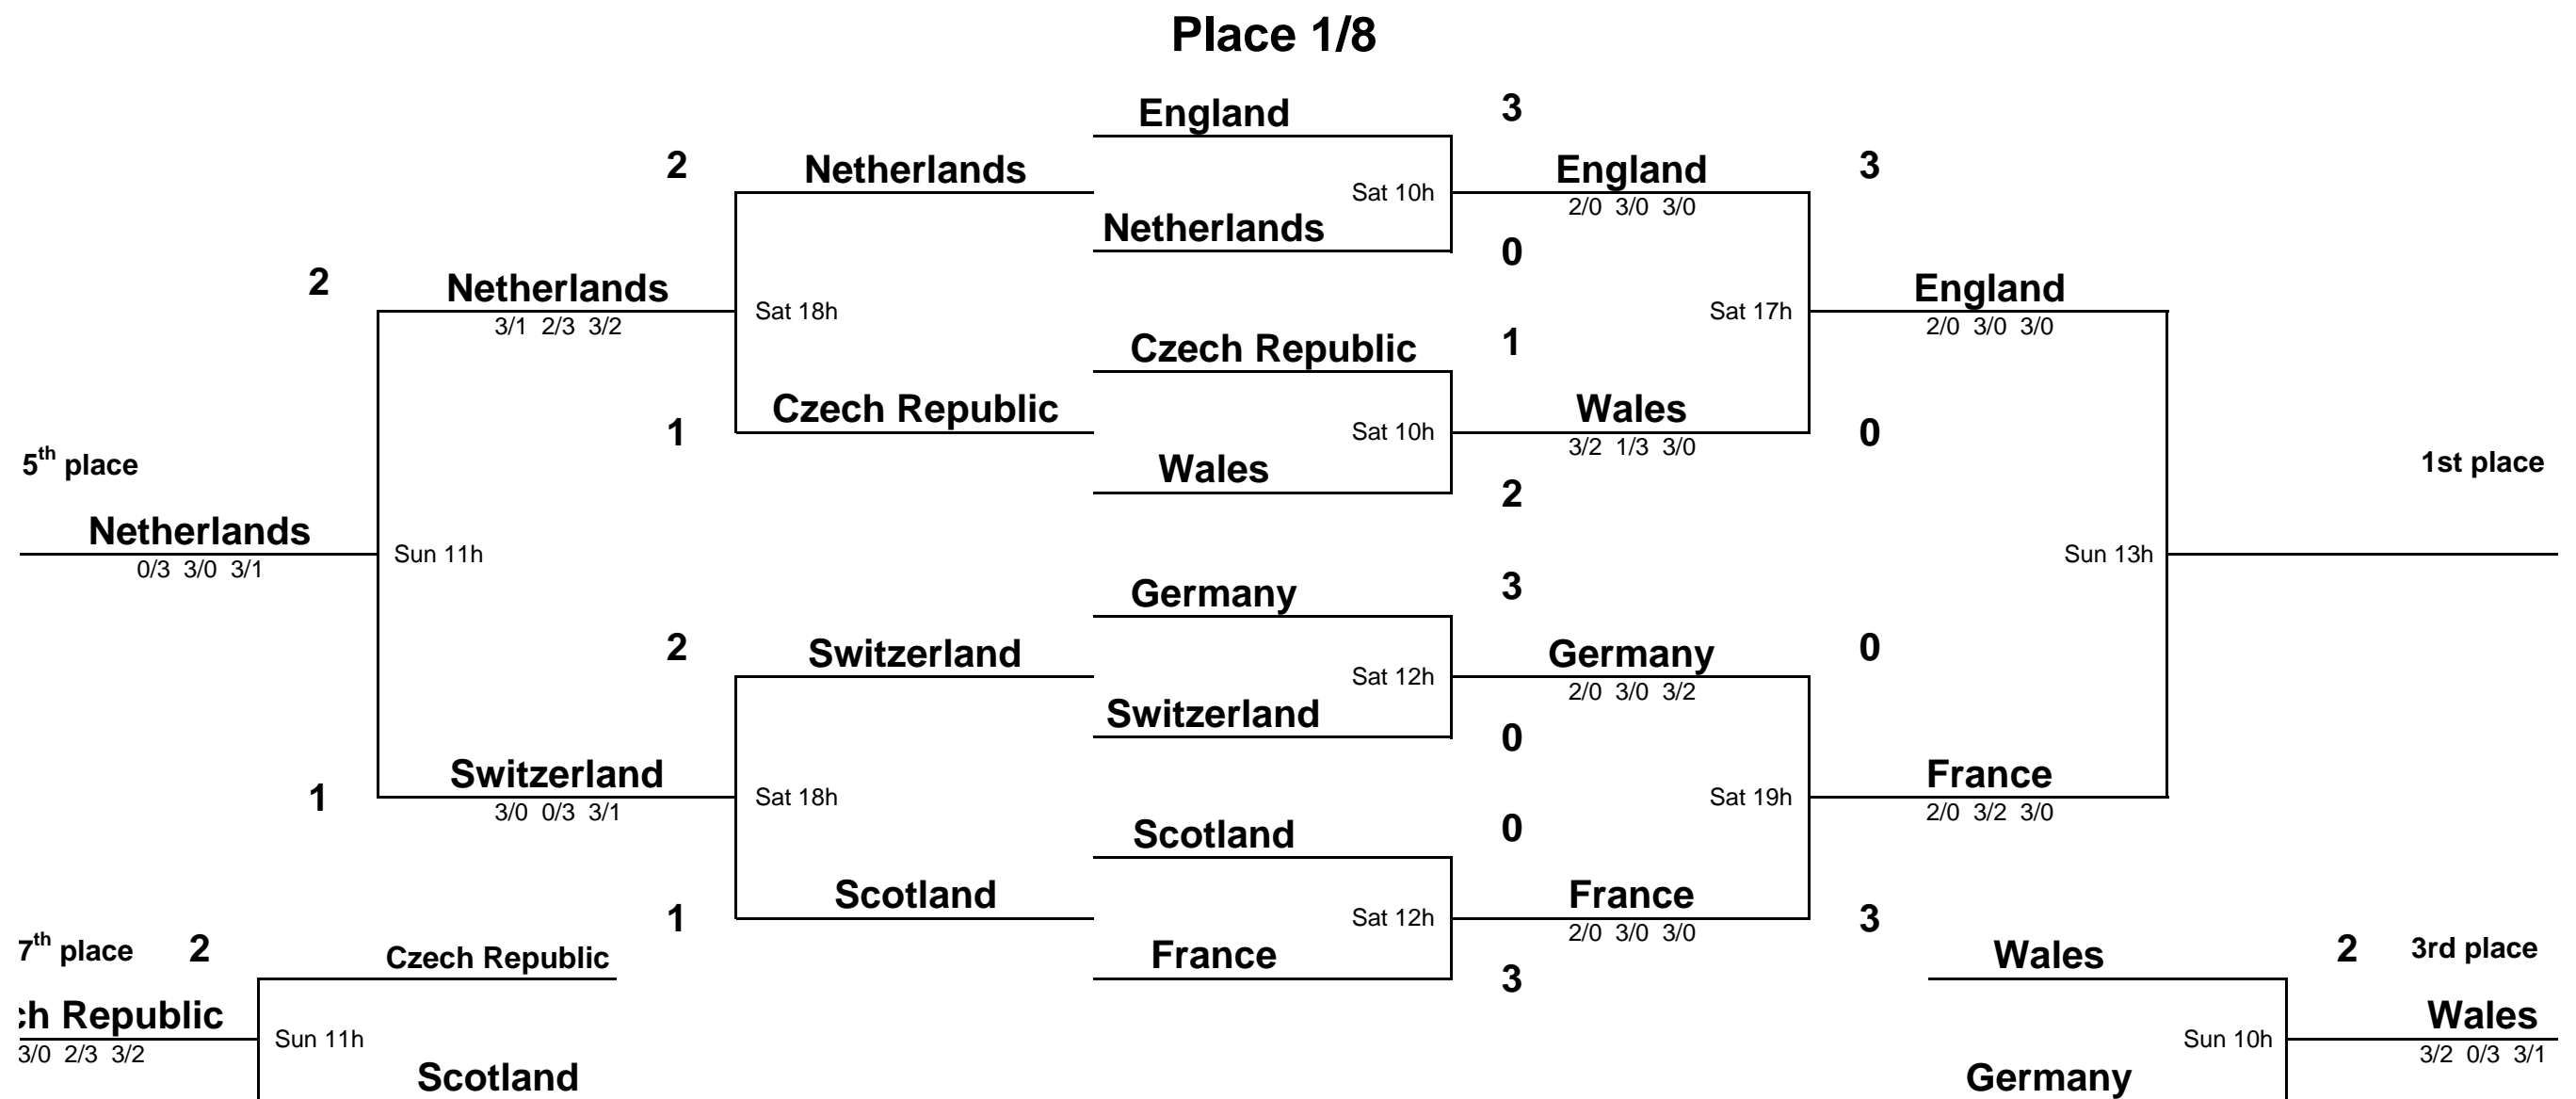 Place 1/8
England 3
2 Netherlands England 3
Sat 10h
2/0 3/0 3/0
Netherlands 0
2 Netherlands England
3/1 2/3 3/2 Sat 18h Sat 17h 2/0 3/0 3/0
Czech Republic 1
1 Czech Republic Wales 0
Sat 10h
3/2 1/3 3/0
5th place 1st place
Wales 2
Netherlands
0/3 3/0 3/1 Sun 11h Sun 13h
Germany 3
2 Switzerland Germany 0
Sat 12h
2/0 3/0 3/2
Switzerland 0
1 Switzerland France
3/0 0/3 3/1 Sat 18h Sat 19h 2/0 3/2 3/0
Scotland 0
1 Scotland France 3
Sat 12h
2/0 3/0 3/0
7th place 2 Czech Republic France 3 Wales 2 3rd place
ch Republic Wales
3/0 2/3 3/2 Sun 11h Sun 10h 3/2 0/3 3/1
Scotland Germany